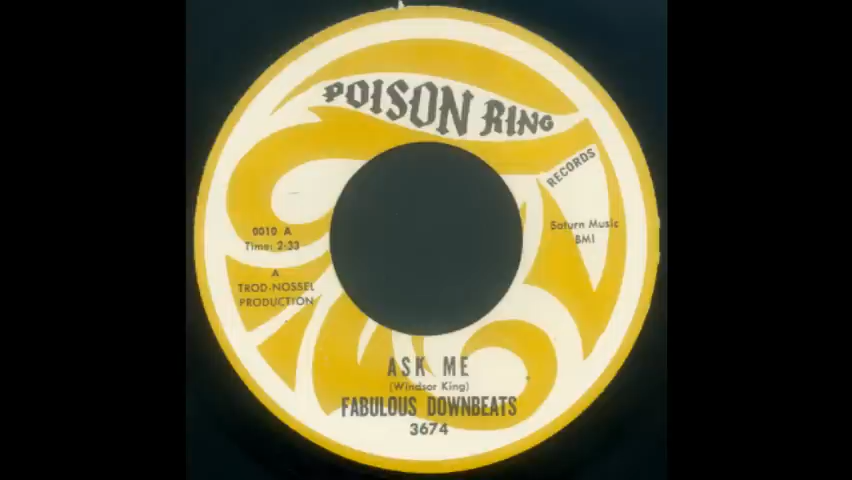 POISON RING
RECORDS
0010 A
Time: 2-33
A
TROD-NOSSEL
PRODUCTION
Saturn Music
BMI
ASK ME
(Windsor King)
FABULOUS DOWNBEATS
3674